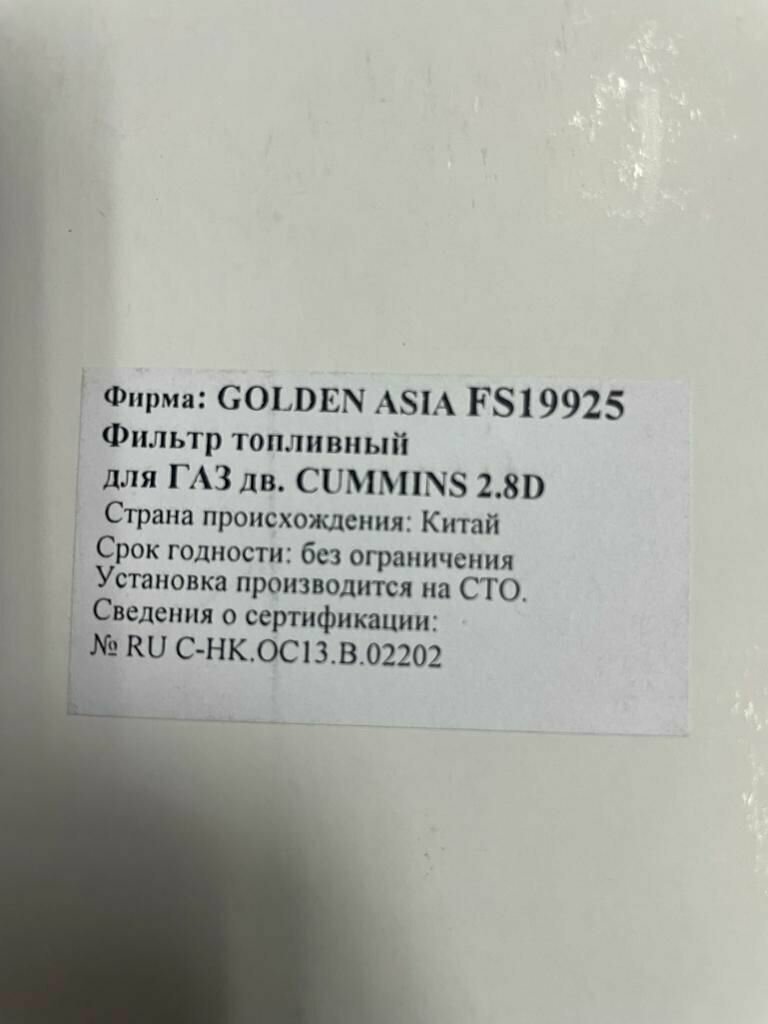 Фирма: GOLDEN ASIA FS19925
Фильтр топливный
для ГАЗ дв. CUMMINS 2.8D
Страна происхождения: Китай
Срок годности: без ограничения
Установка производится на СТО.
Сведения о сертификации:
№ RU C-HK.OC13.B.02202